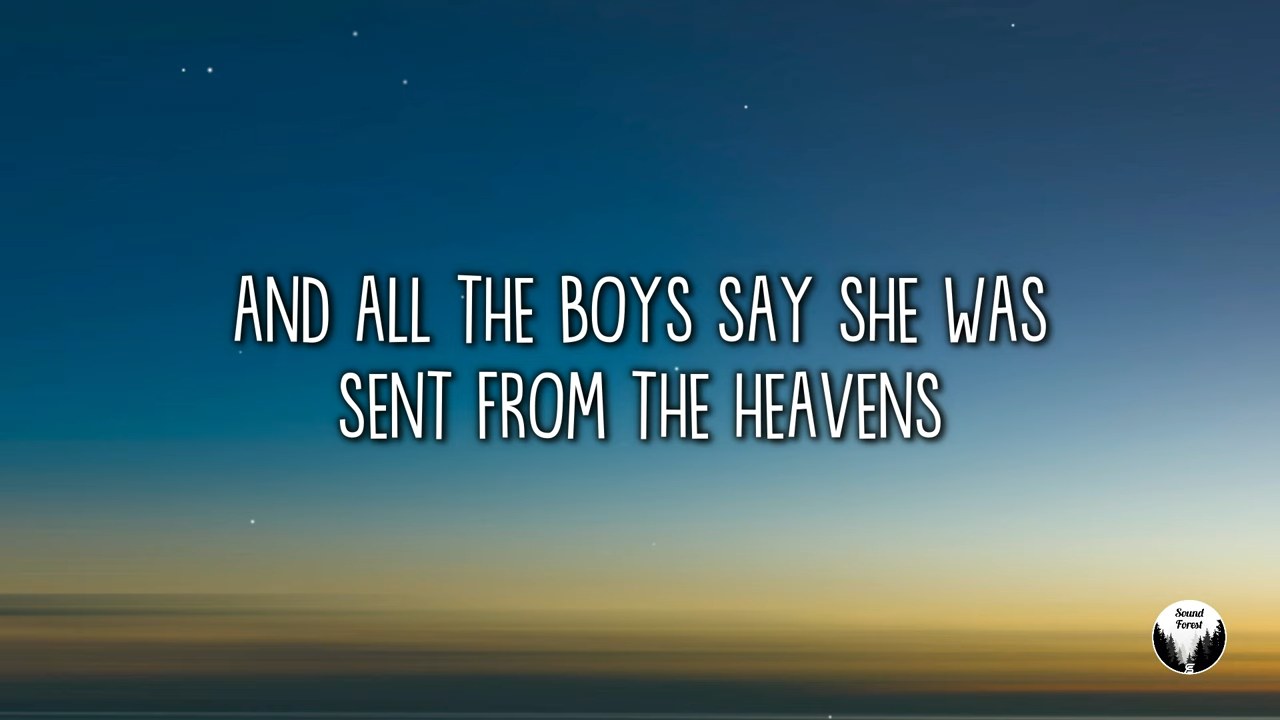 AND ALL THE BOYS SAY SHE WAS
SENT FROM THE HEAVENS
Sound
Forest